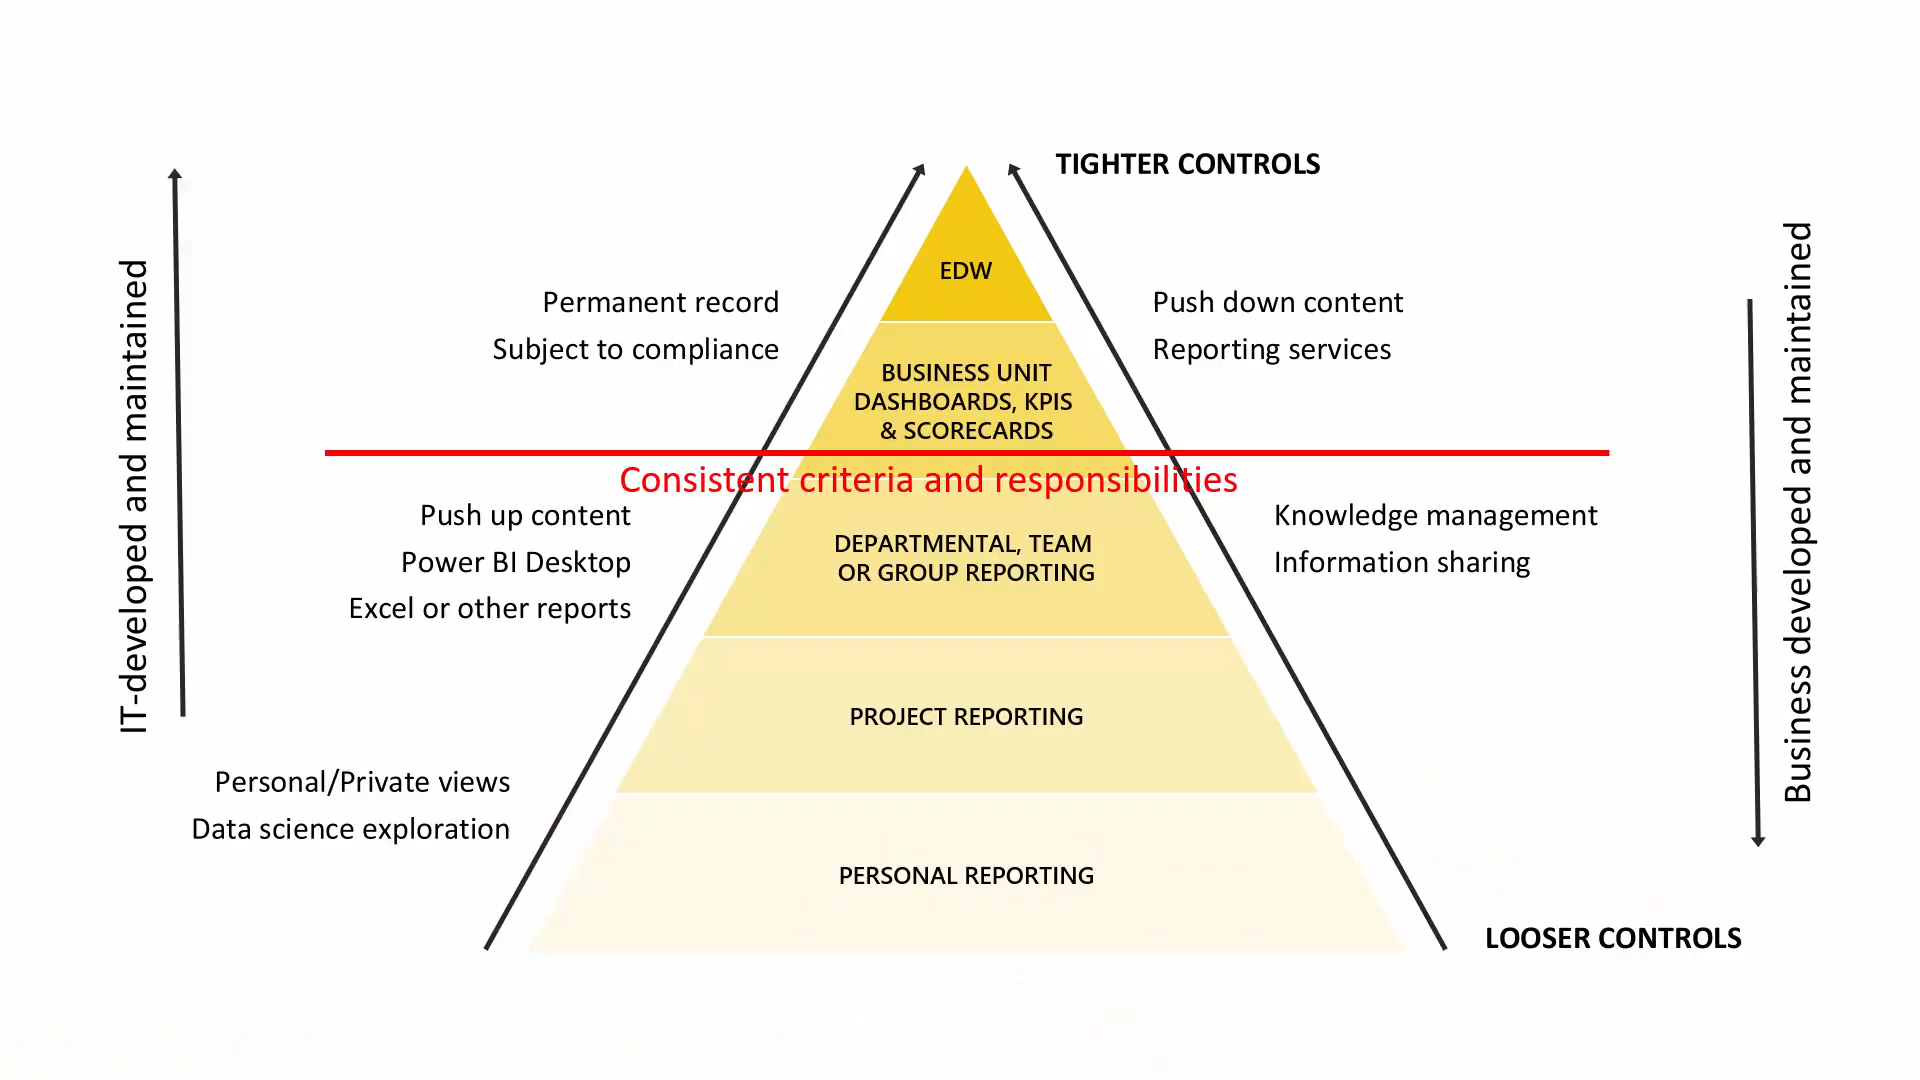 TIGHTER CONTROLS
IT-developed and maintained
Business developed and maintained
EDW
Permanent record
Subject to compliance
Push down content
Reporting services
BUSINESS UNIT
DASHBOARDS, KPIS
& SCORECARDS
Consistent criteria and responsibilities
Push up content
Power BI Desktop
Excel or other reports
DEPARTMENTAL, TEAM
OR GROUP REPORTING
Knowledge management
Information sharing
PROJECT REPORTING
Personal/Private views
Data science exploration
PERSONAL REPORTING
LOOSER CONTROLS